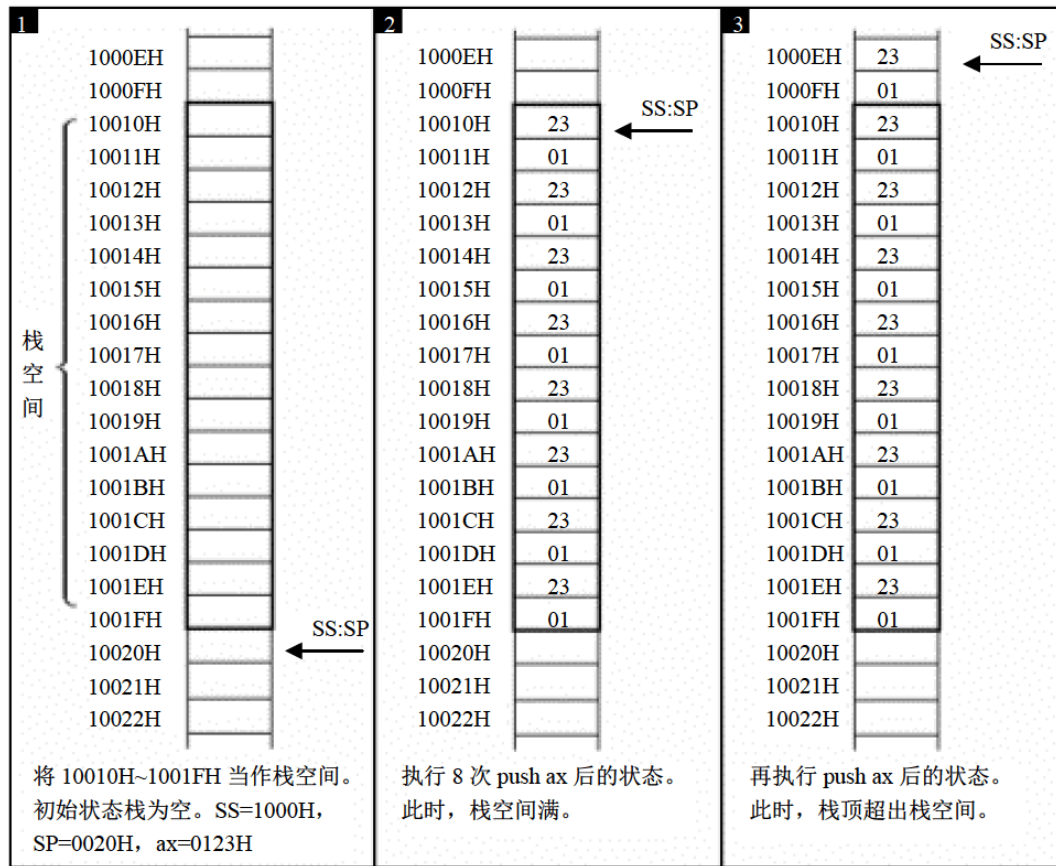 1
1000EH
1000FH
10010H
10011H
10012H
10013H
10014H
10015H
10016H
10017H
10018H
10019H
1001AH
1001BH
1001CH
1001DH
1001EH
1001FH
10020H
10021H
10022H
栈
空
间
SS:SP
将 10010H~1001FH 当作栈空间。
初始状态栈为空。SS=1000H，
SP=0020H，ax=0123H
2
1000EH
1000FH
10010H 23
SS:SP
10011H 01
10012H 23
10013H 01
10014H 23
10015H 01
10016H 23
10017H 01
10018H 23
10019H 01
1001AH 23
1001BH 01
1001CH 23
1001DH 01
1001EH 23
1001FH 01
10020H
10021H
10022H
执行 8 次 push ax 后的状态。
此时，栈空间满。
3
SS:SP
1000EH 23
1000FH 01
10010H 23
10011H 01
10012H 23
10013H 01
10014H 23
10015H 01
10016H 23
10017H 01
10018H 23
10019H 01
1001AH 23
1001BH 01
1001CH 23
1001DH 01
1001EH 23
1001FH 01
10020H
10021H
10022H
再执行 push ax 后的状态。
此时，栈顶超出栈空间。